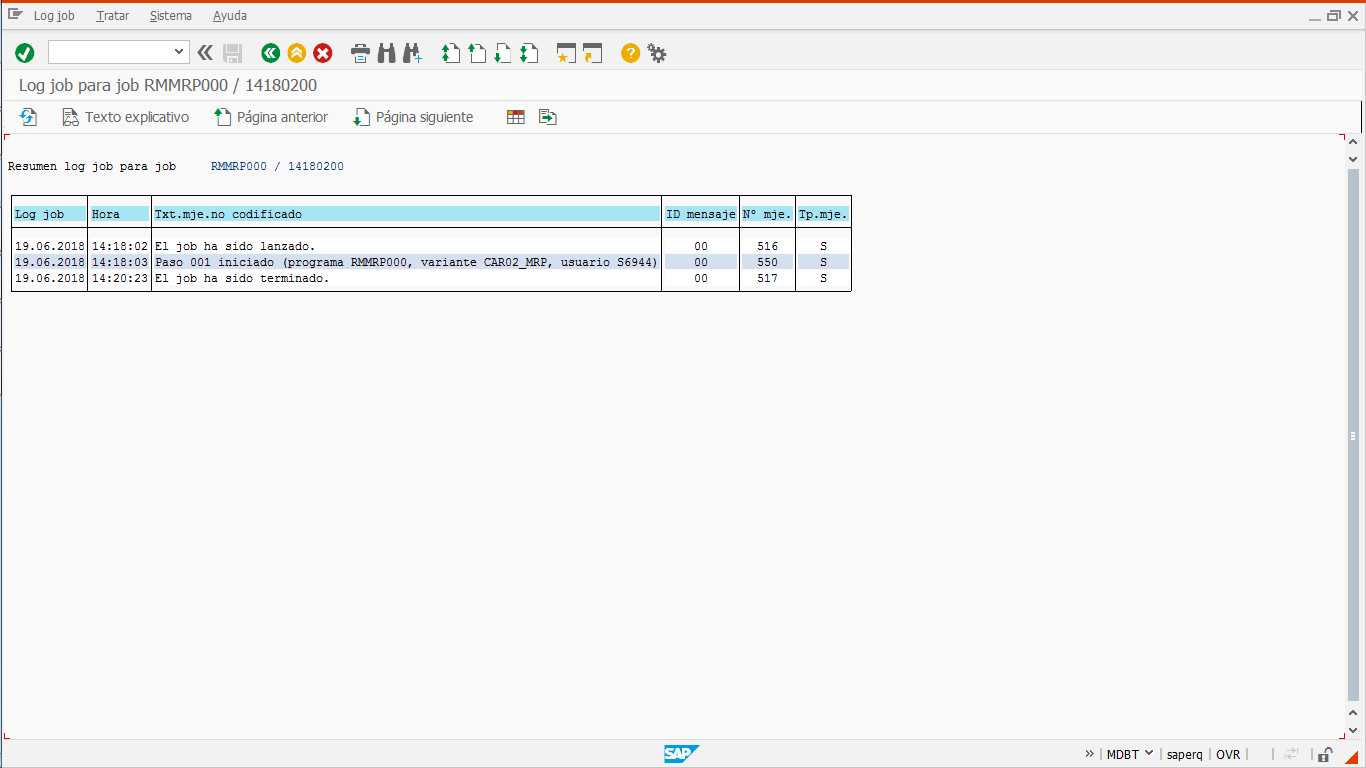 Log job Tratar Sistema Ayuda
Log job para job RMMRP000 / 14180200
Texto explicativo Página anterior Página siguiente
Resumen log job para job RMMRP000 / 14180200
Log job Hora Txt.mje.no codificado ID mensaje Nº mje. Tp.mje.
19.06.2018 14:18:02 El job ha sido lanzado. 00 516 S
19.06.2018 14:18:03 Paso 001 iniciado (programa RMMRP000, variante CAR02_MRP, usuario S6944) 00 550 S
19.06.2018 14:20:23 El job ha sido terminado. 00 517 S
SAP » MDBT saperq OVR